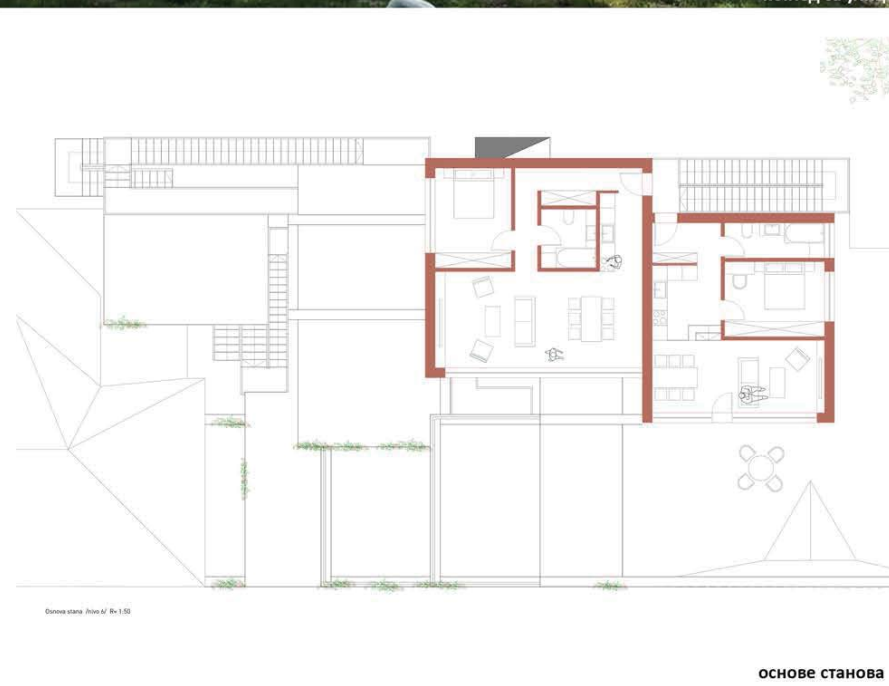 Osnova stana /nivo 6/ R= 1:50
основе станова